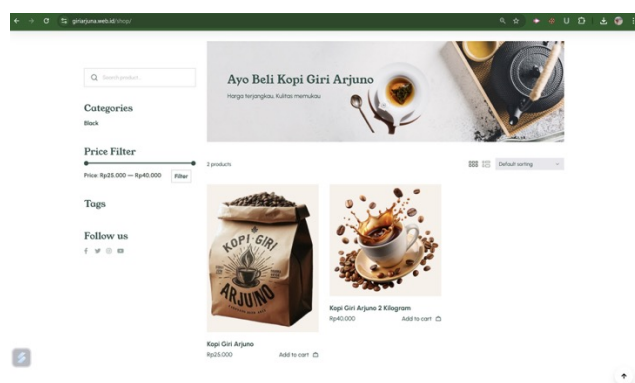 giriarjuna.web.id/shop/
Search product
Categories
Black
Price Filter
Price: Rp25.000 — Rp40.000
Filter
Tags
Follow us
Ayo Beli Kopi Giri Arjuno
Harga terjangkau, Kulitas memukau
2 products
Default sorting
KOPI GIRI
ARJUNO
Kopi Giri Arjuno
Rp25.000 Add to cart
Kopi Giri Arjuno 2 Kilogram
Rp40.000 Add to cart